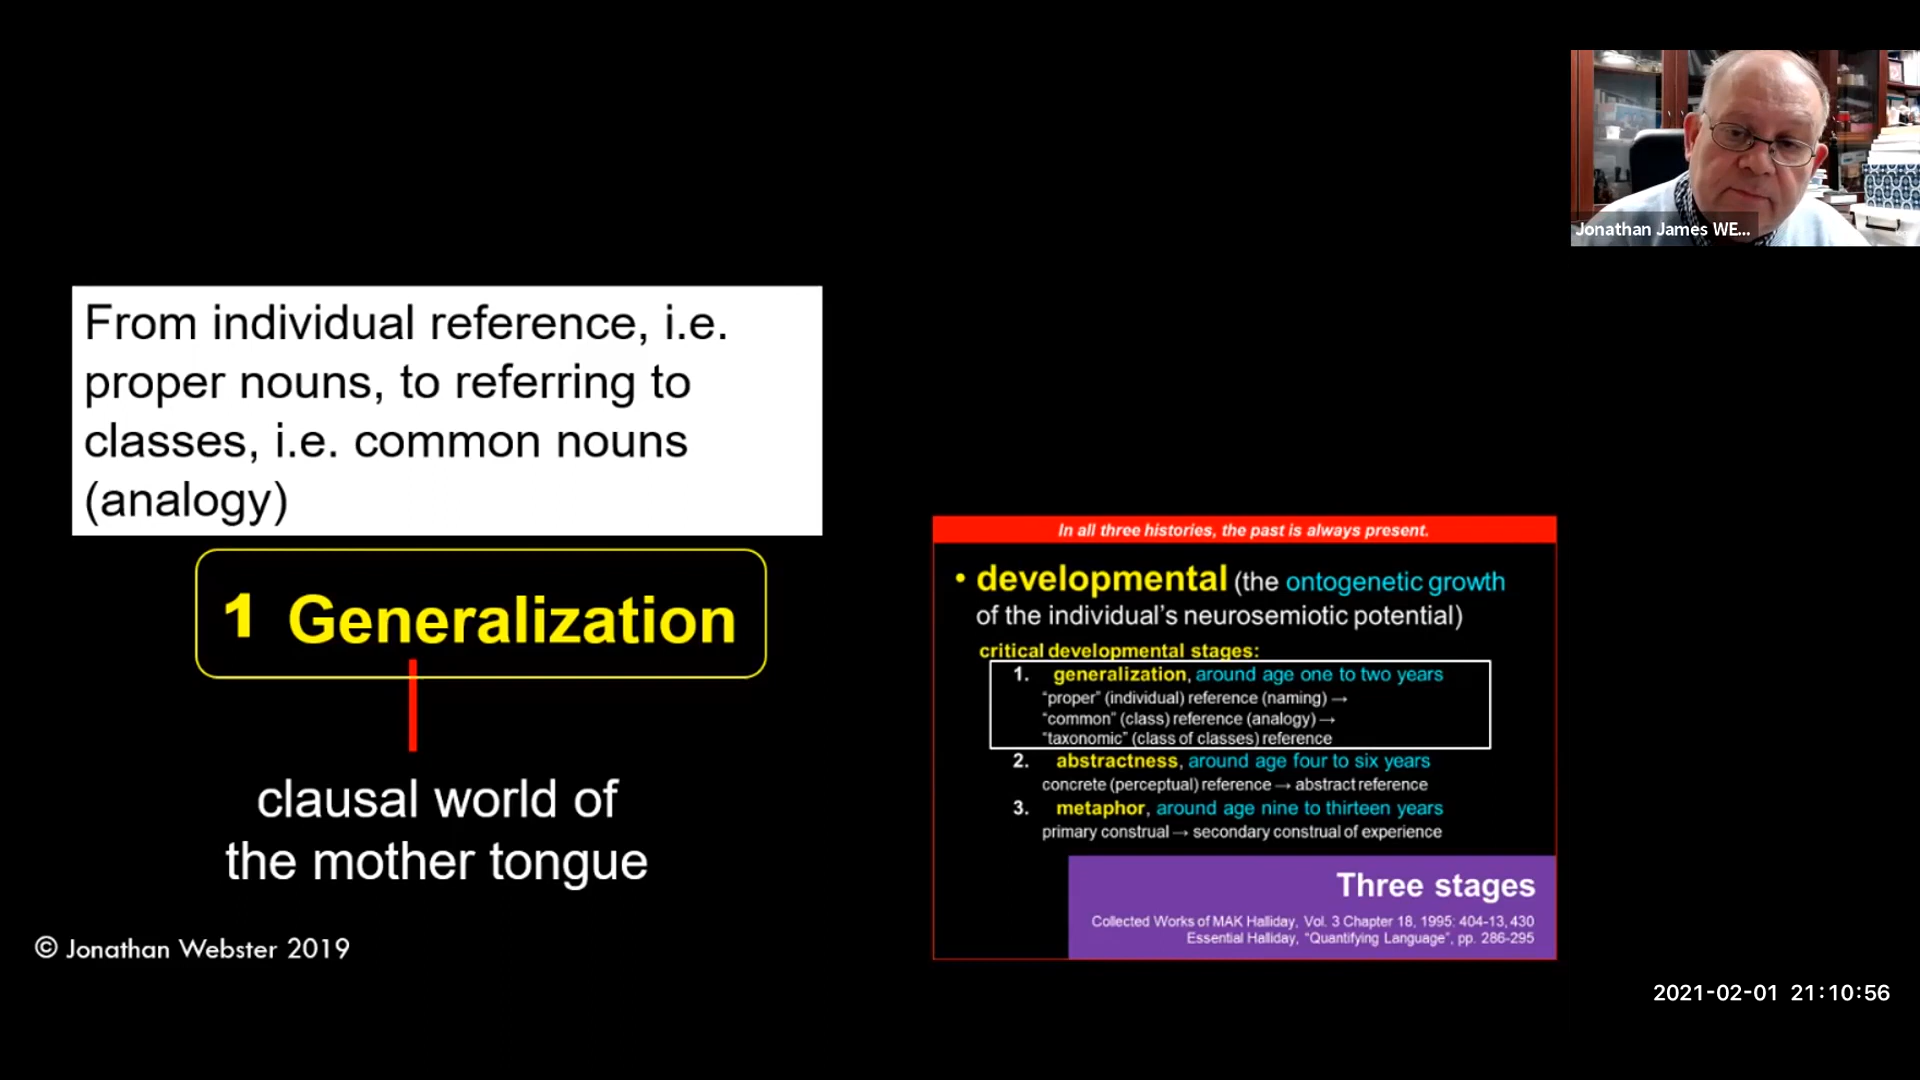 Jonathan James WE...
From individual reference, i.e.
proper nouns, to referring to
classes, i.e. common nouns
(analogy)
1 Generalization
clausal world of
the mother tongue
© Jonathan Webster 2019
In all three histories, the past is always present.
• developmental (the ontogenetic growth
of the individual's neurosemiotic potential)
critical developmental stages:
1. generalization, around age one to two years
“proper” (individual) reference (naming) →
“common” (class) reference (analogy) →
“taxonomic” (class of classes) reference
2. abstractness, around age four to six years
concrete (perceptual) reference → abstract reference
3. metaphor, around age nine to thirteen years
primary construal → secondary construal of experience
Three stages
Collected Works of MAK Halliday, Vol. 3 Chapter 18, 1995: 404-13, 430
Essential Halliday, “Quantifying Language”, pp. 286-295
2021-02-01 21:10:56